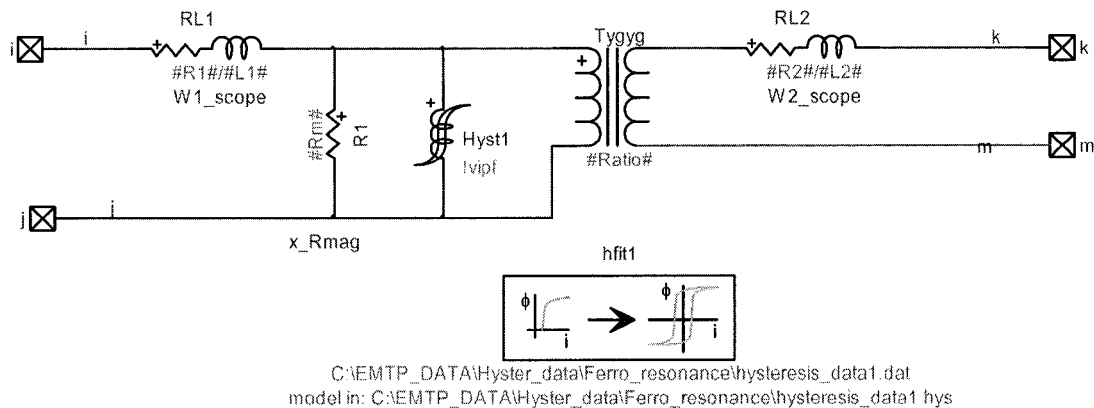 RL1
RL2
i
i
Tygyg
k
k
#R1#/#L1#
W1_scope
#R2#/#L2#
W2_scope
#Rm#
R1
Hyst1
Ivipf
#Ratio#
m
m
j
j
x_Rmag
hfit1
ϕ
i
ϕ
i
C:\EMTP_DATA\Hyster_data\Ferro_resonance\hysteresis_data1.dat
model in: C:\EMTP_DATA\Hyster_data\Ferro_resonance\hysteresis_data1.hys